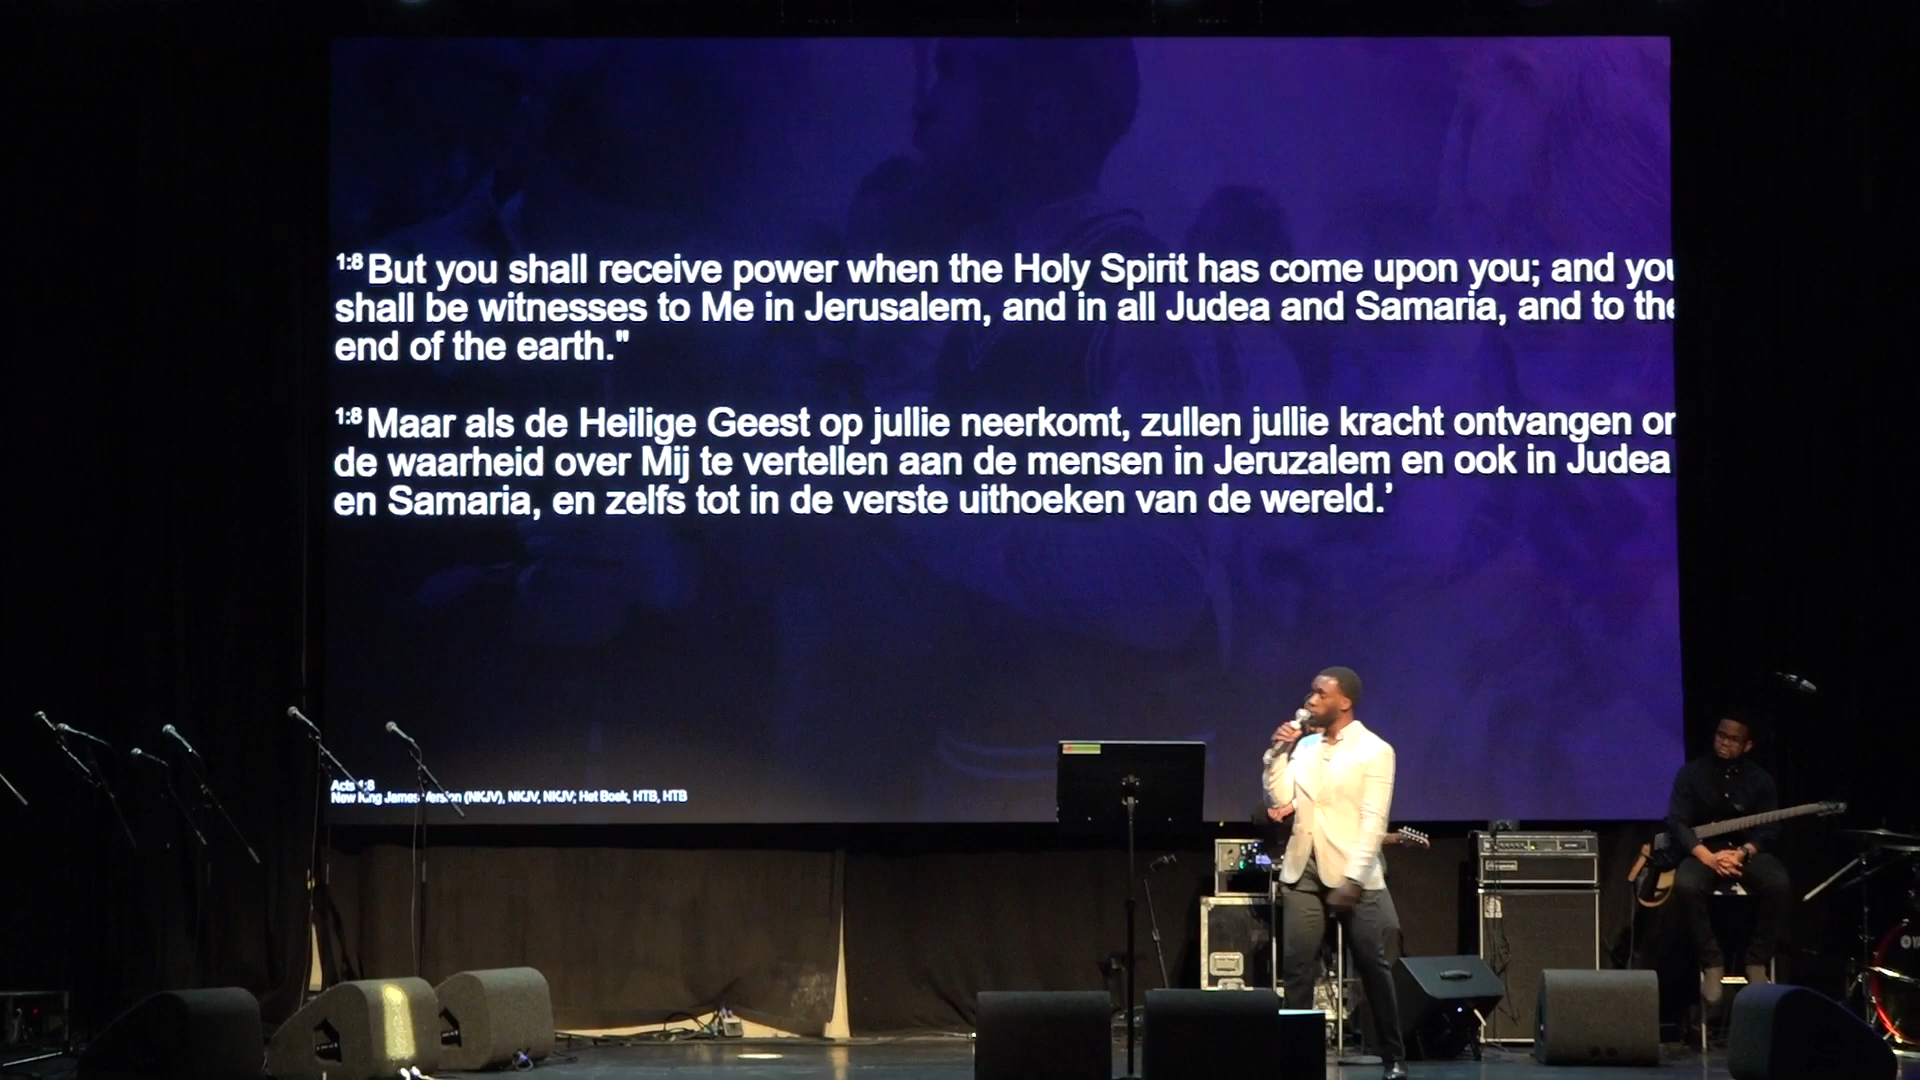 1:8 But you shall receive power when the Holy Spirit has come upon you; and you
shall be witnesses to Me in Jerusalem, and in all Judea and Samaria, and to the
end of the earth."
1:8 Maar als de Heilige Geest op jullie neerkomt, zullen jullie kracht ontvangen om
de waarheid over Mij te vertellen aan de mensen in Jeruzalem en ook in Judea
en Samaria, en zelfs tot in de verste uithoeken van de wereld.’
Acts 1:8
New King James Version (NKJV), NKJV, NKJV; Het Boek, HTB, HTB